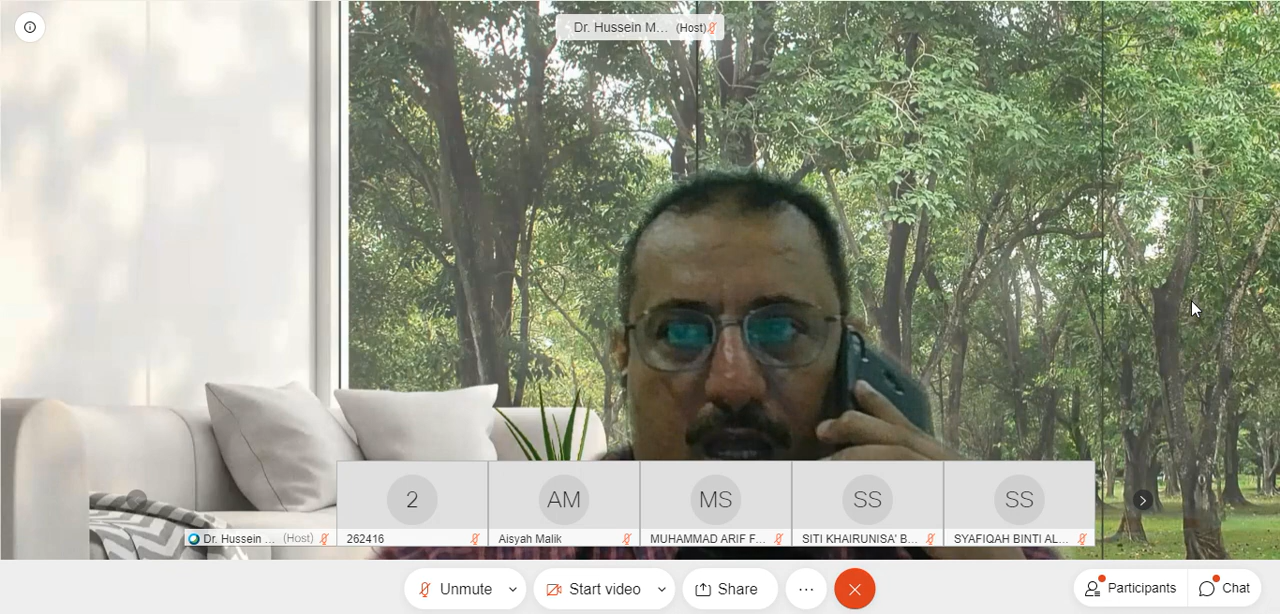 Dr. Hussein M... (Host)
2
AM
MS
SS
SS
Dr. Hussein ... (Host)
262416
Aisyah Malik
MUHAMMAD ARIF F...
SITI KHAIRUNISA' B...
SYAFIQAH BINTI AL...
Unmute
Start video
Share
Participants
Chat